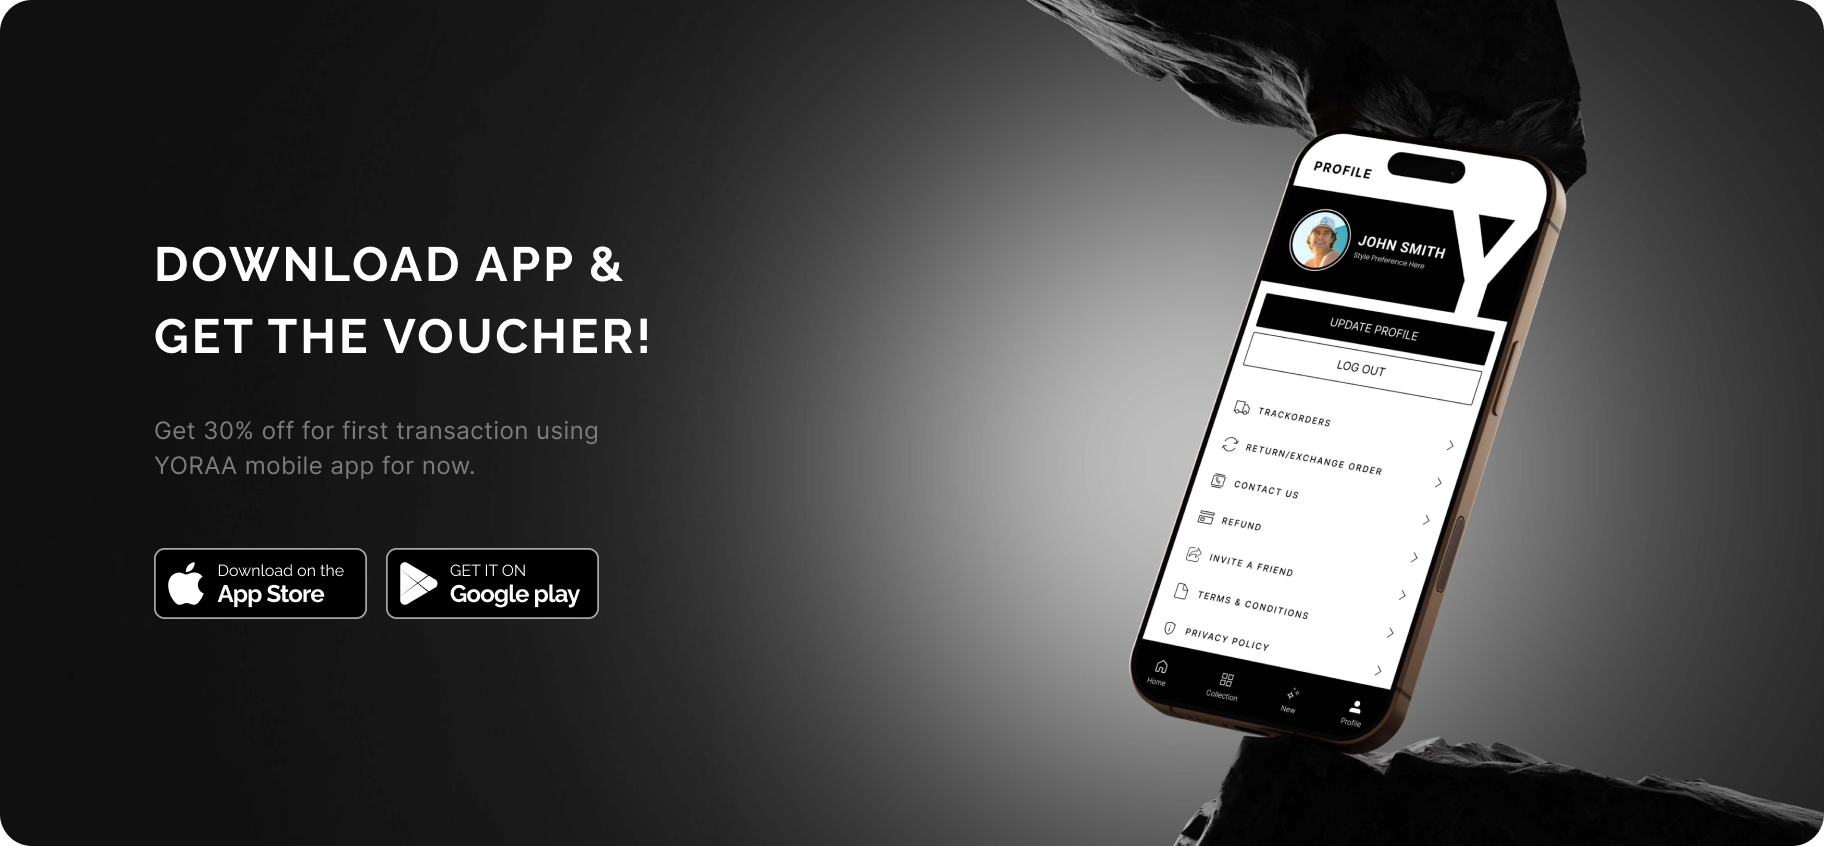 DOWNLOAD APP &
GET THE VOUCHER!
Get 30% off for first transaction using
YORAA mobile app for now.
Download on the
App Store
GET IT ON
Google play
PROFILE
Y
JOHN SMITH
Style Preference Here
UPDATE PROFILE
LOG OUT
TRACKORDERS
RETURN/EXCHANGE ORDER
CONTACT US
REFUND
INVITE A FRIEND
TERMS & CONDITIONS
PRIVACY POLICY
Home
Collection
New
Profile